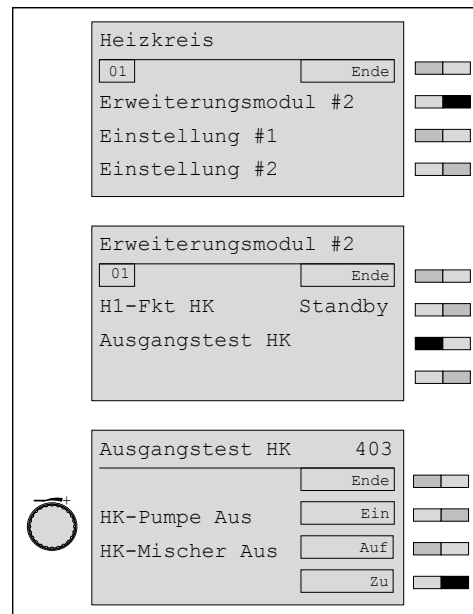 Heizkreis
01 Ende
Erweiterungsmodul #2
Einstellung #1
Einstellung #2
Erweiterungsmodul #2
01 Ende
H1-Fkt HK Standby
Ausgangstest HK
Ausgangstest HK 403
Ende
HK-Pumpe Aus Ein
HK-Mischer Aus Auf
Zu
+